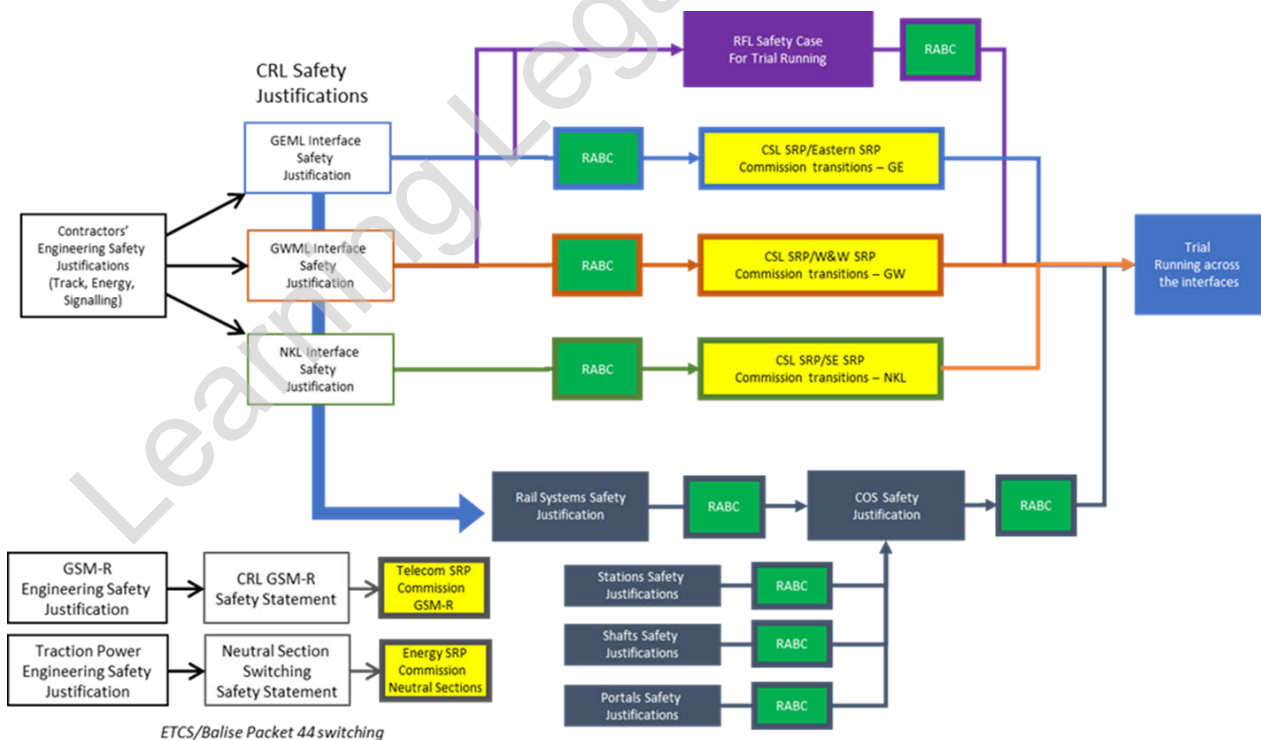 RFL Safety Case
For Trial Running
RABC
CRL Safety
Justifications
GEML Interface
Safety
Justification
RABC
CSL SRP/Eastern SRP
Commission transitions – GE
Contractors'
Engineering Safety
Justifications
(Track, Energy,
Signalling)
GWML Interface
Safety
Justification
RABC
CSL SRP/W&W SRP
Commission transitions – GW
Trial
Running across
the interfaces
NKL Interface
Safety
Justification
RABC
CSL SRP/SE SRP
Commission transitions – NKL
Rail Systems Safety
Justification
RABC
COS Safety
Justification
RABC
GSM-R
Engineering Safety
Justification
CRL GSM-R
Safety Statement
Telecom SRP
Commission
GSM-R
Stations Safety
Justifications
RABC
Traction Power
Engineering Safety
Justification
Neutral Section
Switching
Safety Statement
Energy SRP
Commission
Neutral Sections
Shafts Safety
Justifications
RABC
Portals Safety
Justifications
RABC
ETCS/Balise Packet 44 switching
Learning Lega